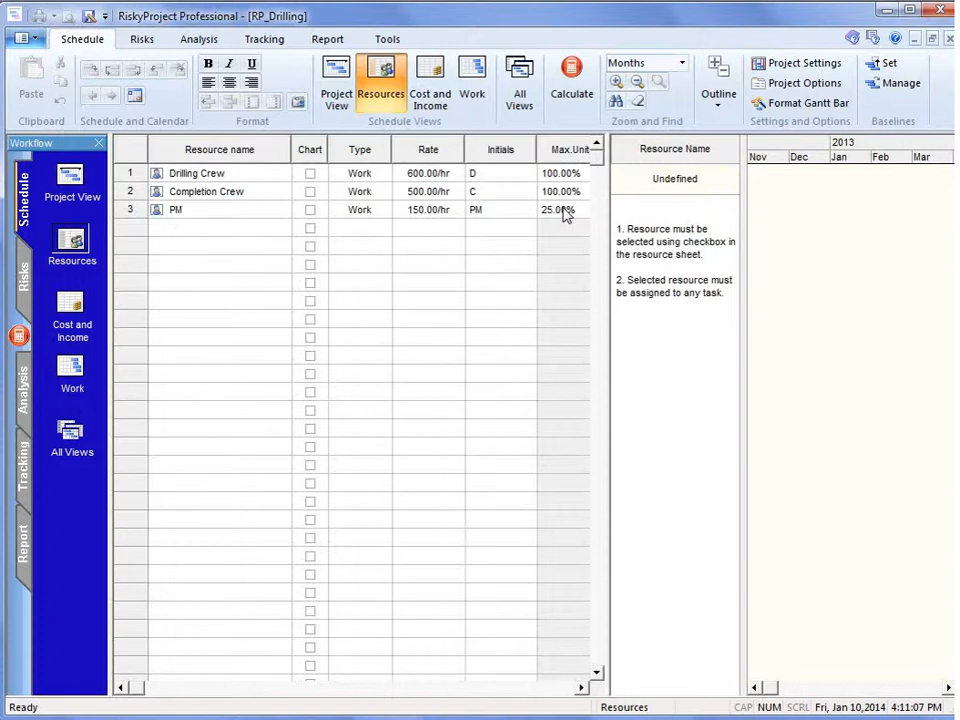 RiskyProject Professional - [RP_Drilling]
Schedule Risks Analysis Tracking Report Tools
Paste
Clipboard
Schedule and Calendar
B I U
Format
Project View
Resources
Cost and Income
Work
All Views
Schedule Views
Calculate
Months
Zoom and Find
Outline
Project Settings
Project Options
Format Gantt Bar
Settings and Options
Set
Manage
Baselines
Workflow
Schedule
Risks
Analysis
Tracking
Report
Project View
Resources
Cost and Income
Work
All Views
Resource name Chart Type Rate Initials Max.Unit
1 Drilling Crew Work 600.00/hr D 100.00%
2 Completion Crew Work 500.00/hr C 100.00%
3 PM Work 150.00/hr PM 25.00%
Resource Name
Undefined
1. Resource must be
selected using checkbox in
the resource sheet.
2. Selected resource must
be assigned to any task.
2013
Nov Dec Jan Feb Mar
Ready Resources CAP NUM SCRL Fri, Jan 10,2014 4:11:07 PM